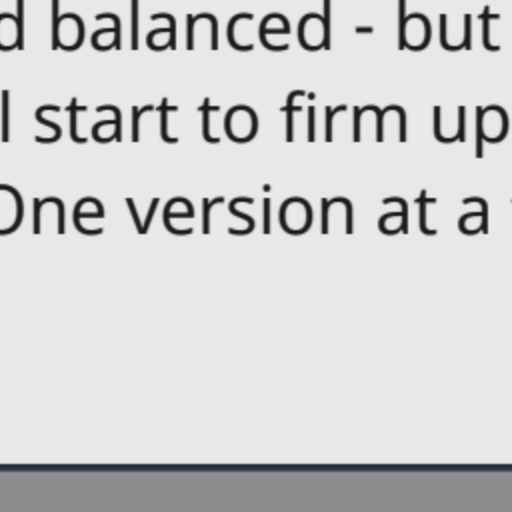 d balanced - but
l start to firm up
One version at a